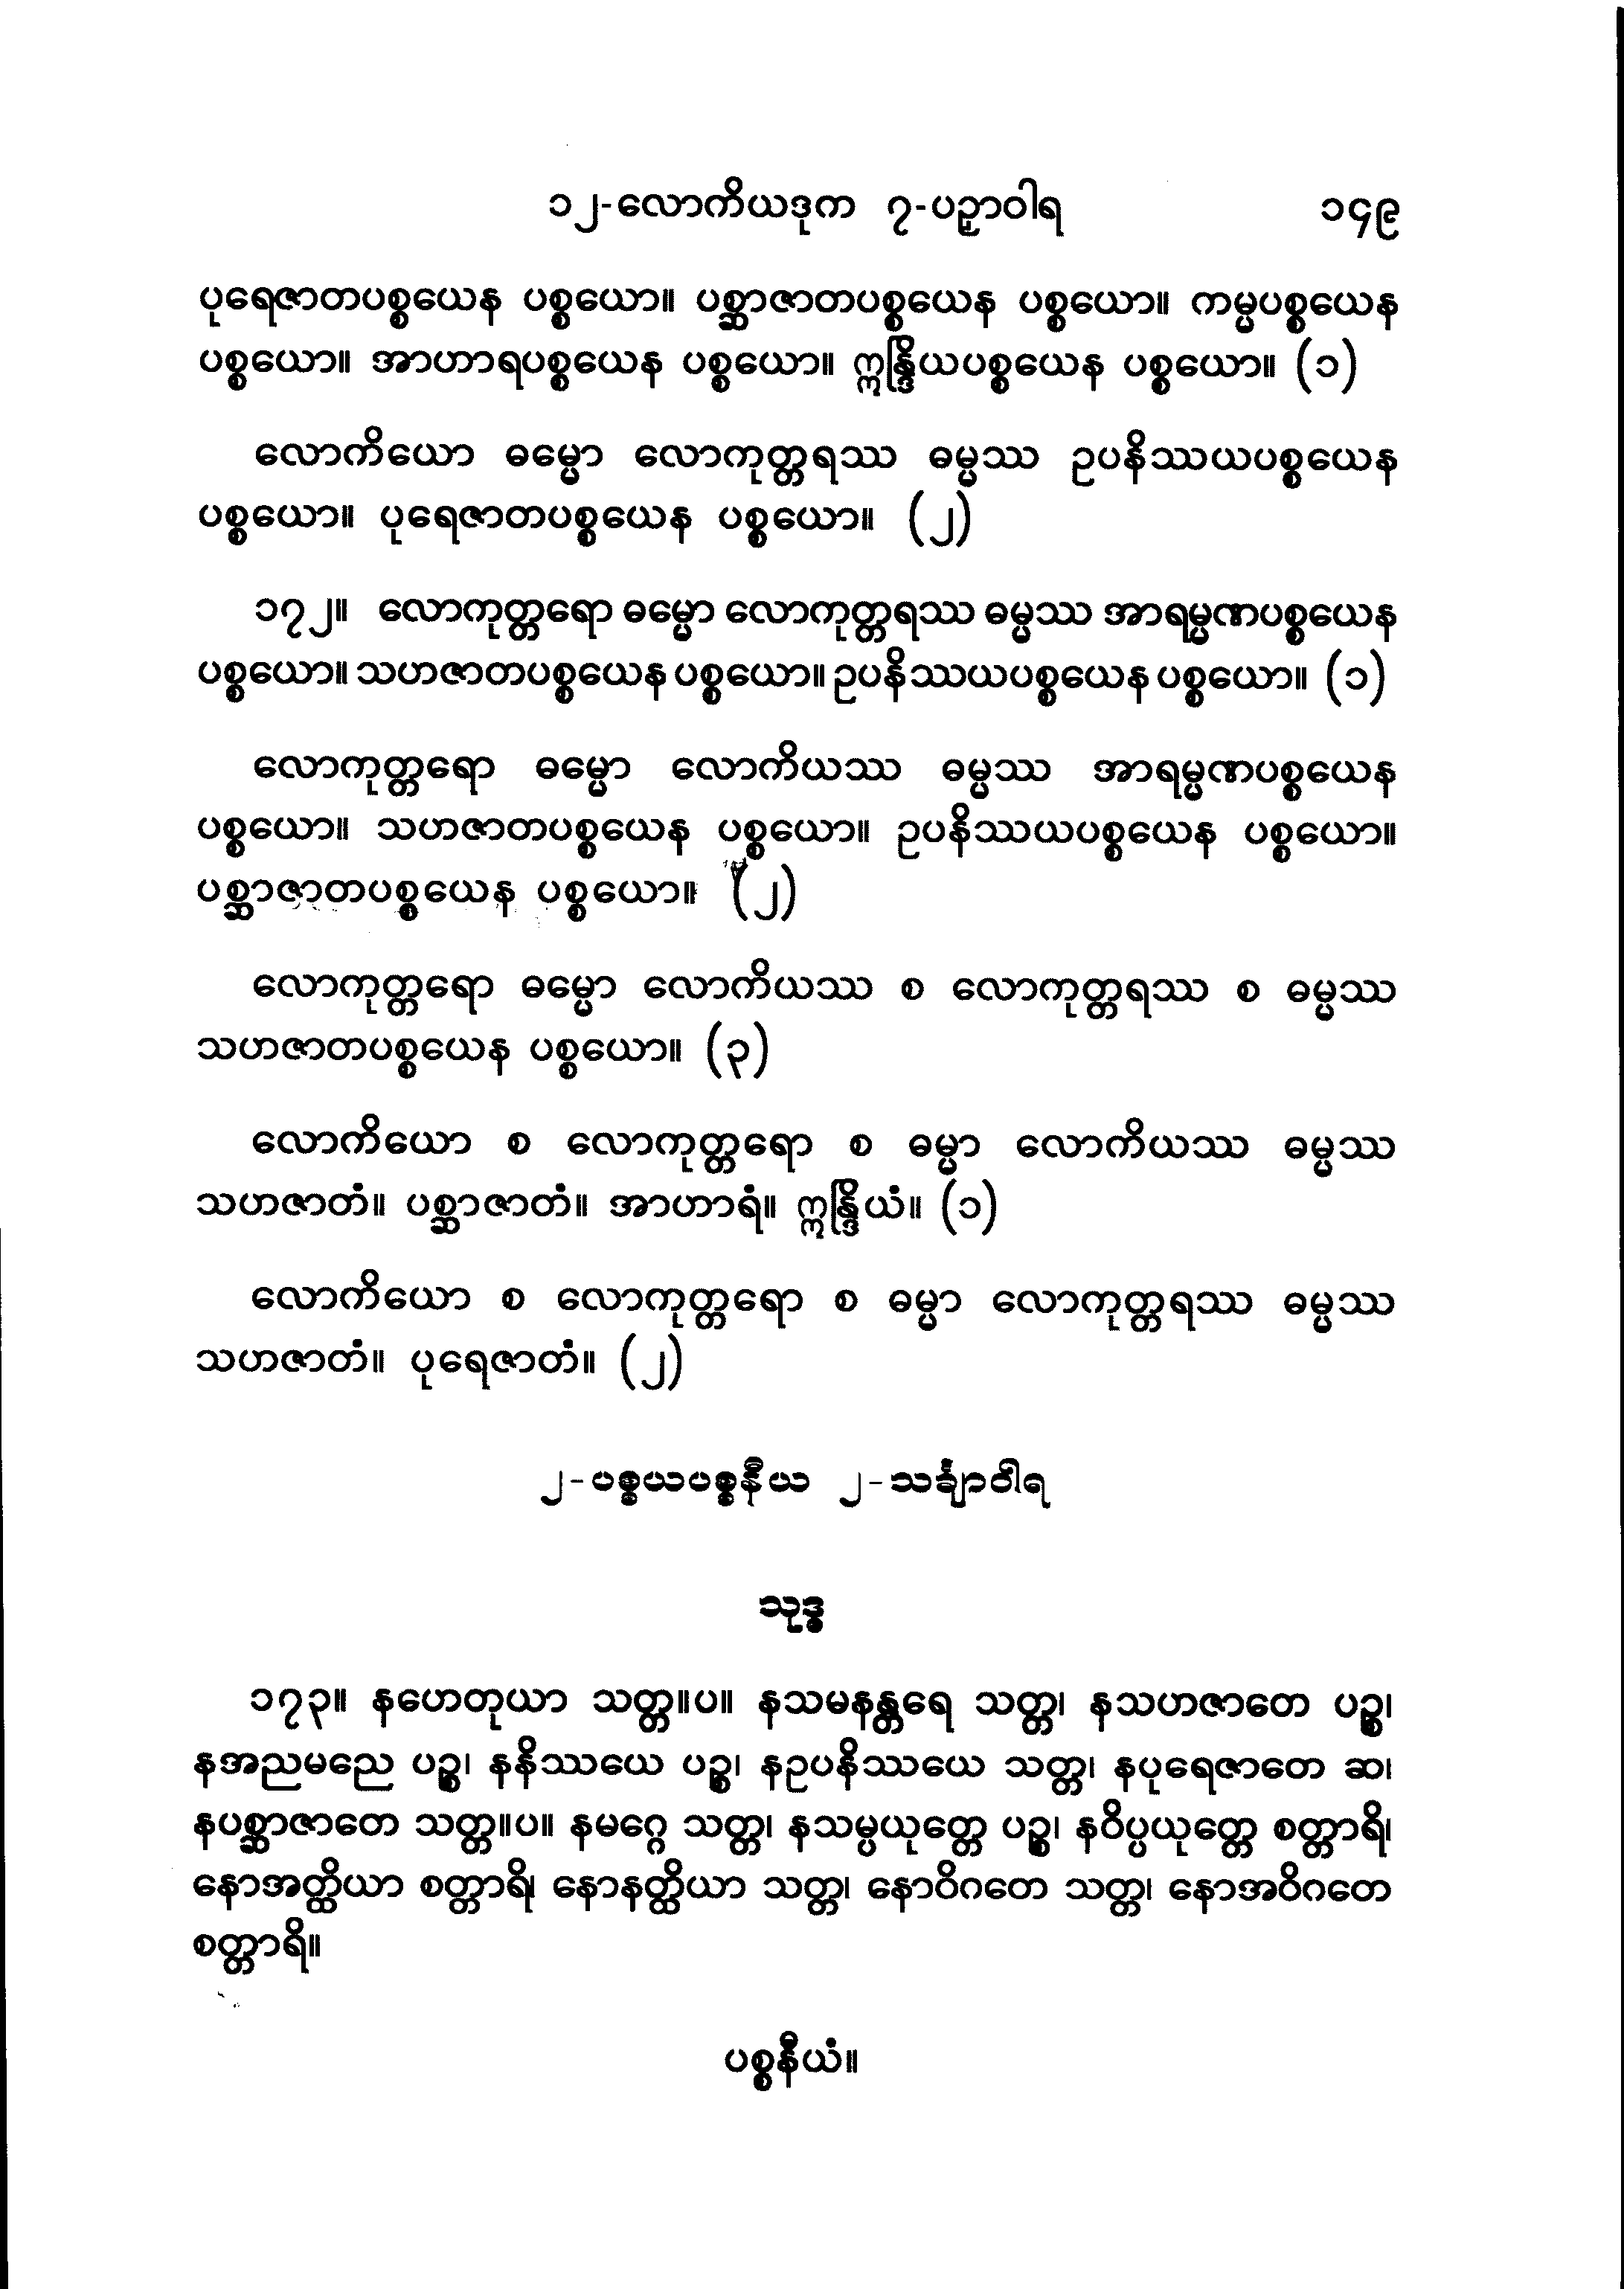 ၁၂-လောကိယဒုက ၇-ပဉှာဝါရ ၁၄၉
ပုရေဇာတပစ္စယေန ပစ္စယော။ ပစ္ဆာဇာတပစ္စယေန ပစ္စယော။ ကမ္မပစ္စယေန
ပစ္စယော။ အာဟာရပစ္စယေန ပစ္စယော။ ဣန္ဒြိယပစ္စယေန ပစ္စယော။ (၁)
လောကိယော ဓမ္မော လောကုတ္တရဿ ဓမ္မဿ ဥပနိဿယပစ္စယေန
ပစ္စယော။ ပုရေဇာတပစ္စယေန ပစ္စယော။ (၂)
၁၇၂။ လောကုတ္တရော ဓမ္မော လောကုတ္တရဿ ဓမ္မဿ အာရမ္မဏပစ္စယေန
ပစ္စယော။ သဟဇာတပစ္စယေန ပစ္စယော။ ဥပနိဿယပစ္စယေန ပစ္စယော။ (၁)
လောကုတ္တရော ဓမ္မော လောကိယဿ ဓမ္မဿ အာရမ္မဏပစ္စယေန
ပစ္စယော။ သဟဇာတပစ္စယေန ပစ္စယော။ ဥပနိဿယပစ္စယေန ပစ္စယော။
ပစ္ဆာဇာတပစ္စယေန ပစ္စယော။ (၂)
လောကုတ္တရော ဓမ္မော လောကိယဿ စ လောကုတ္တရဿ စ ဓမ္မဿ
သဟဇာတပစ္စယေန ပစ္စယော။ (၃)
လောကိယော စ လောကုတ္တရော စ ဓမ္မာ လောကိယဿ ဓမ္မဿ
သဟဇာတံ။ ပစ္ဆာဇာတံ။ အာဟာရံ။ ဣန္ဒြိယံ။ (၁)
လောကိယော စ လောကုတ္တရော စ ဓမ္မာ လောကုတ္တရဿ ဓမ္မဿ
သဟဇာတံ။ ပုရေဇာတံ။ (၂)
၂-ပစ္စယပစ္စနီယ ၂-သင်္ချာဝါရ
သုဒ္ဓ
၁၇၃။ နဟေတုယာ သတ္တ။ပ။ နသမနန္တရေ သတ္တ၊ နသဟဇာတေ ပဉ္စ၊
နအညမညေ ပဉ္စ၊ နနိဿယေ ပဉ္စ၊ နဥပနိဿယေ သတ္တ၊ နပုရေဇာတေ ဆ၊
နပစ္ဆာဇာတေ သတ္တ။ပ။ နမဂ္ဂေ သတ္တ၊ နသမ္ပယုတ္တေ ပဉ္စ၊ နဝိပ္ပယုတ္တေ စတ္တာရိ၊
နောအတ္ထိယာ စတ္တာရိ၊ နောနတ္ထိယာ သတ္တ၊ နောဝိဂတေ သတ္တ၊ နောအဝိဂတေ
စတ္တာရိ။
ပစ္စနီယံ။